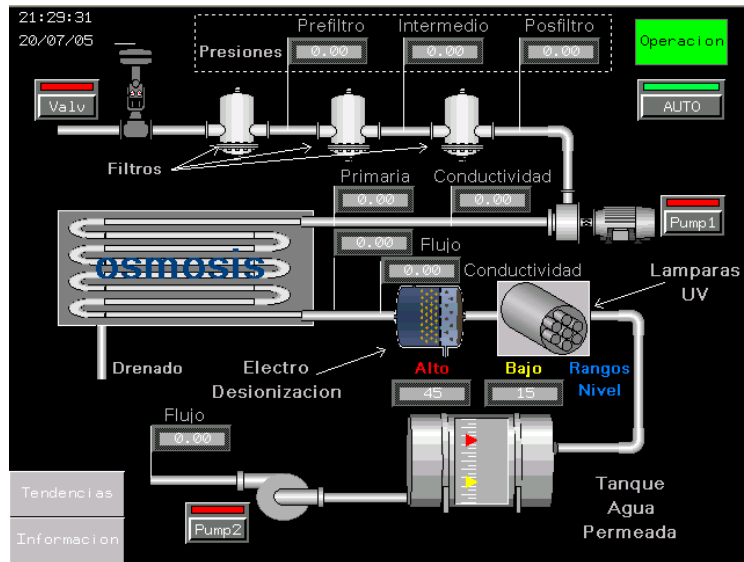 21:29:31
20/07/05
Prefiltro
Intermedio
Posfiltro
Presiones
0.00
0.00
0.00
Operacion
Valv
AUTO
Filtros
Primaria
Conductividad
0.00
0.00
Pump1
0.00
Flujo
osmosis
0.00
Conductividad
Lamparas
UV
Drenado
Electro
Desionizacion
Alto
Bajo
Rangos
Nivel
45
15
Flujo
0.00
Tendencias
Tanque
Agua
Permeada
Pump2
Informacion